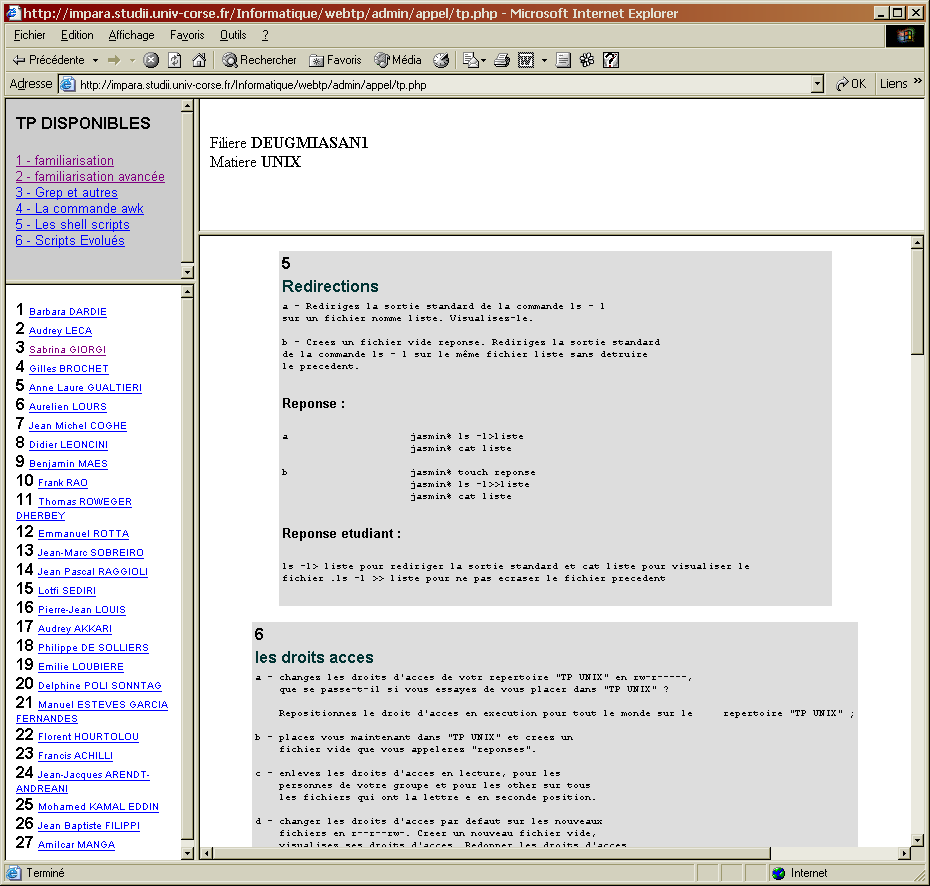 http://impara.studii.univ-corse.fr/Informatique/webtp/admin/appel/tp.php - Microsoft Internet Explorer
Fichier Edition Affichage Favoris Outils ?
Précédente Rechercher Favoris Média
Adresse http://impara.studii.univ-corse.fr/Informatique/webtp/admin/appel/tp.php OK Liens »
TP DISPONIBLES
1 - familiarisation
2 - familiarisation avancée
3 - Grep et autres
4 - La commande awk
5 - Les shell scripts
6 - Scripts Evolués
1 Barbara DARDIE
2 Audrey LECA
3 Sabrina GIORGI
4 Gilles BROCHET
5 Anne Laure GUALTIERI
6 Aurelien LOURS
7 Jean Michel COGHE
8 Didier LEONCINI
9 Benjamin MAES
10 Frank RAO
11 Thomas ROWEGER
DHERBEY
12 Emmanuel ROTTA
13 Jean-Marc SOBREIRO
14 Jean Pascal RAGGIOLI
15 Lotfi SEDIRI
16 Pierre-Jean LOUIS
17 Audrey AKKARI
18 Philippe DE SOLLIERS
19 Emilie LOUBIERE
20 Delphine POLI SONNTAG
21 Manuel ESTEVES GARCIA
FERNANDES
22 Florent HOURTOLOU
23 Francis ACHILLI
24 Jean-Jacques ARENDT-
ANDREANI
25 Mohamed KAMAL EDDIN
26 Jean Baptiste FILIPPI
27 Amilcar MANGA
Filiere DEUGMIASAN1
Matiere UNIX
5
Redirections
a - Redirigez la sortie standard de la commande ls - l
sur un fichier nomme liste. Visualisez-le.
b - Creez un fichier vide reponse. Redirigez la sortie standard
de la commande ls - l sur le même fichier liste sans detruire
le precedent.
Reponse :
a jasmin% ls -l>liste
jasmin% cat liste
b jasmin% touch reponse
jasmin% ls -l>>liste
jasmin% cat liste
Reponse etudiant :
ls -l> liste pour rediriger la sortie standard et cat liste pour visualiser le
fichier .ls -l >> liste pour ne pas ecraser le fichier precedent
6
les droits acces
a - changez les droits d'acces de votr repertoire "TP UNIX" en rw-r-----,
que se passe-t-il si vous essayez de vous placer dans "TP UNIX" ?
Repositionnez le droit d'acces en execution pour tout le monde sur le repertoire "TP UNIX" ;
b - placez vous maintenant dans "TP UNIX" et creez un
fichier vide que vous appelerez "reponses".
c - enlevez les droits d'acces en lecture, pour les
personnes de votre groupe et pour les other sur tous
les fichiers qui ont la lettre e en seconde position.
d - changer les droits d'acces par defaut sur les nouveaux
fichiers en r--r--rw-. Creer un nouveau fichier vide,
visualisez ses droits d'acces. Redonner les droits d'acces
Terminé Internet